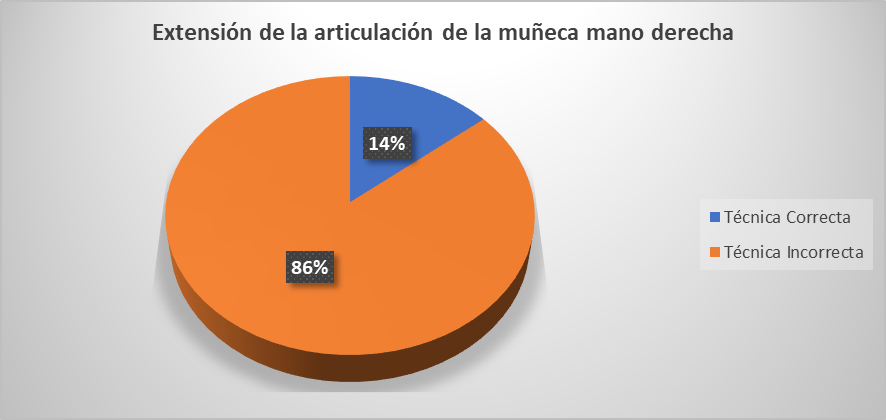 Extensión de la articulación de la muñeca mano derecha
14%
86%
Técnica Correcta
Técnica Incorrecta